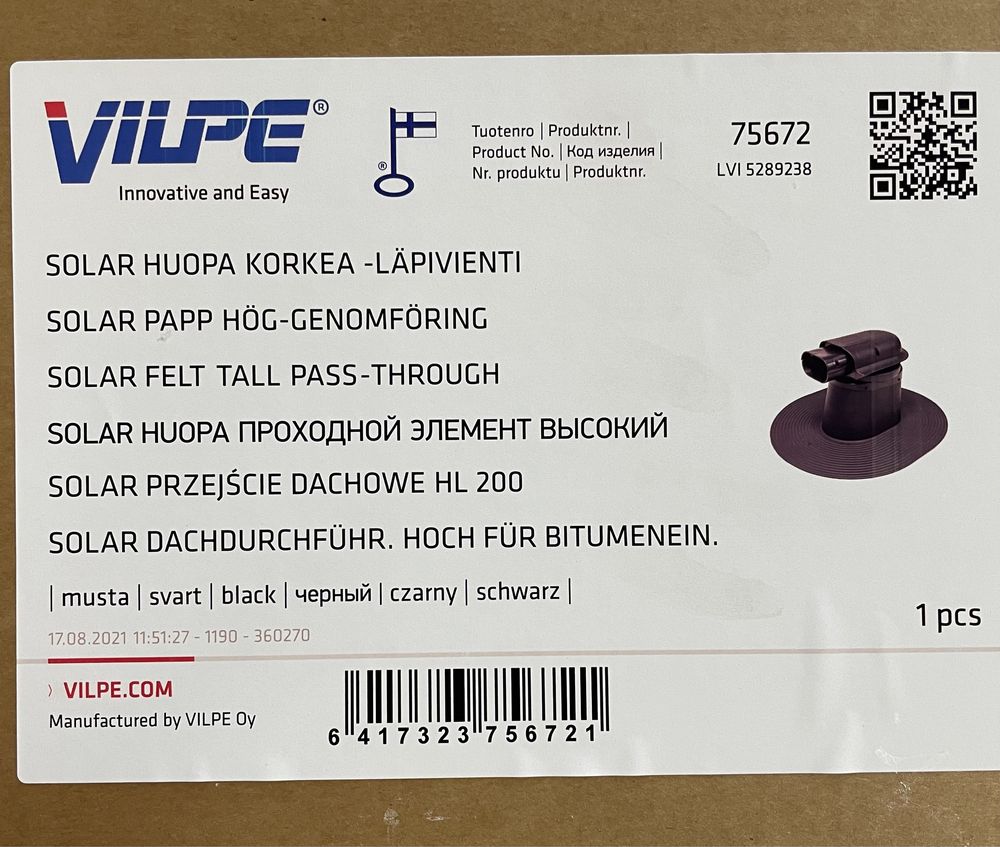 VILPE®
Innovative and Easy
®
Tuotenro | Produktnr. |
Product No. | Код изделия |
Nr. produktu | Produktnr.
75672
LVI 5289238
SOLAR HUOPA KORKEA -LÄPIVIENTI
SOLAR PAPP HÖG-GENOMFÖRING
SOLAR FELT TALL PASS-THROUGH
SOLAR HUOPA ПРОХОДНОЙ ЭЛЕМЕНТ ВЫСОКИЙ
SOLAR PRZEJŚCIE DACHOWE HL 200
SOLAR DACHDURCHFÜHR. HOCH FÜR BITUMENEIN.
| musta | svart | black | черный | czarny | schwarz |
1 pcs
17.08.2021 11:51:27 - 1190 - 360270
› VILPE.COM
Manufactured by VILPE Oy
6 417323 756721